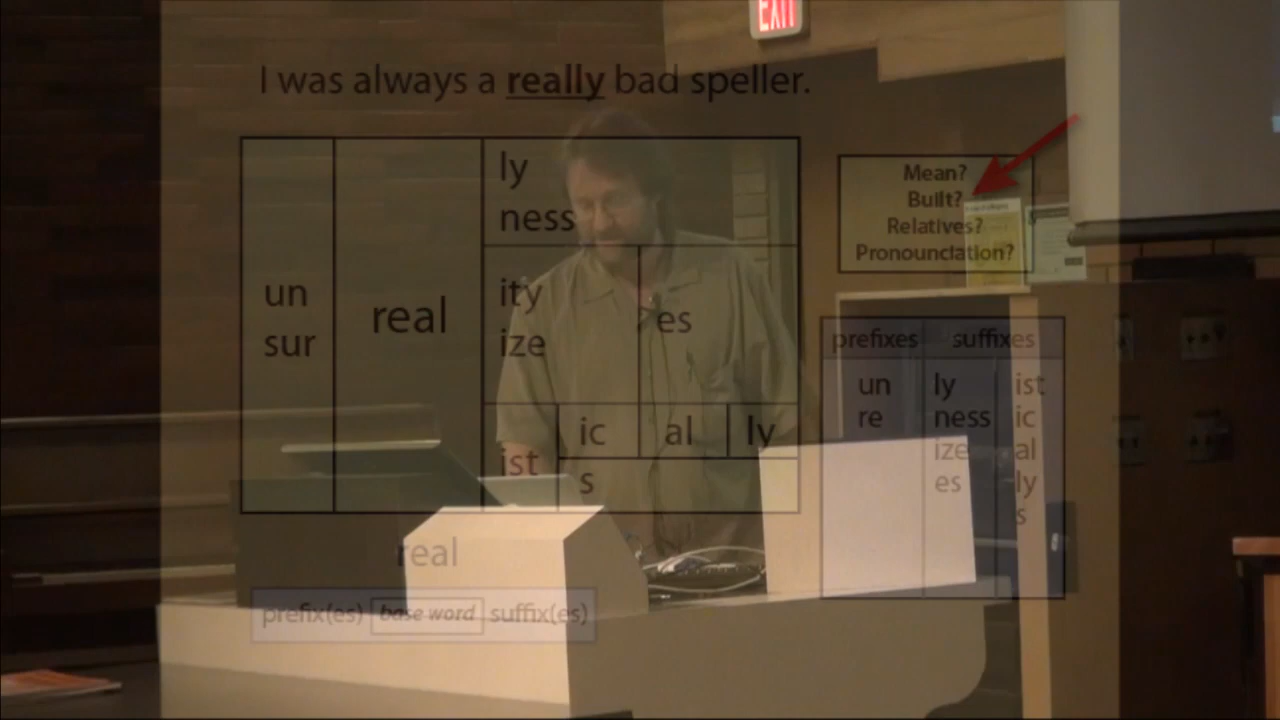 EXIT
I was always a really bad speller.
un
sur
real
ly
ness
ity
ize
es
ist
ic
al
ly
s
Mean?
Built?
Relatives?
Pronounciation?
prefixes suffixes
un
re
ly
ness
ize
es
ist
ic
al
ly
s
real
prefix(es) base word suffix(es)